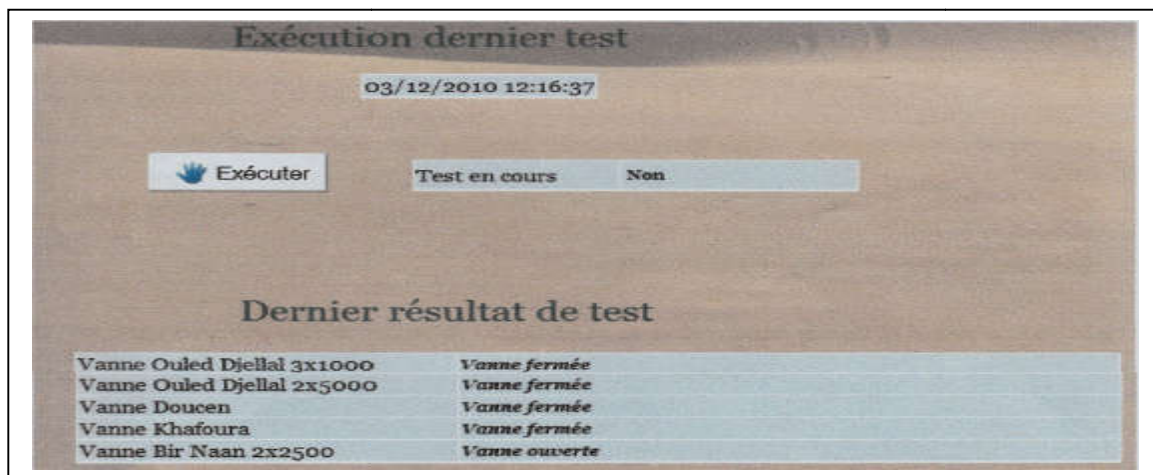 Exécution dernier test
03/12/2010 12:16:37
Exécuter Test en cours Non
Dernier résultat de test
Vanne Ouled Djellal 3x1000 Vanne fermée
Vanne Ouled Djellal 2x5000 Vanne fermée
Vanne Doucen Vanne fermée
Vanne Khafoura Vanne fermée
Vanne Bir Naan 2x2500 Vanne ouverte